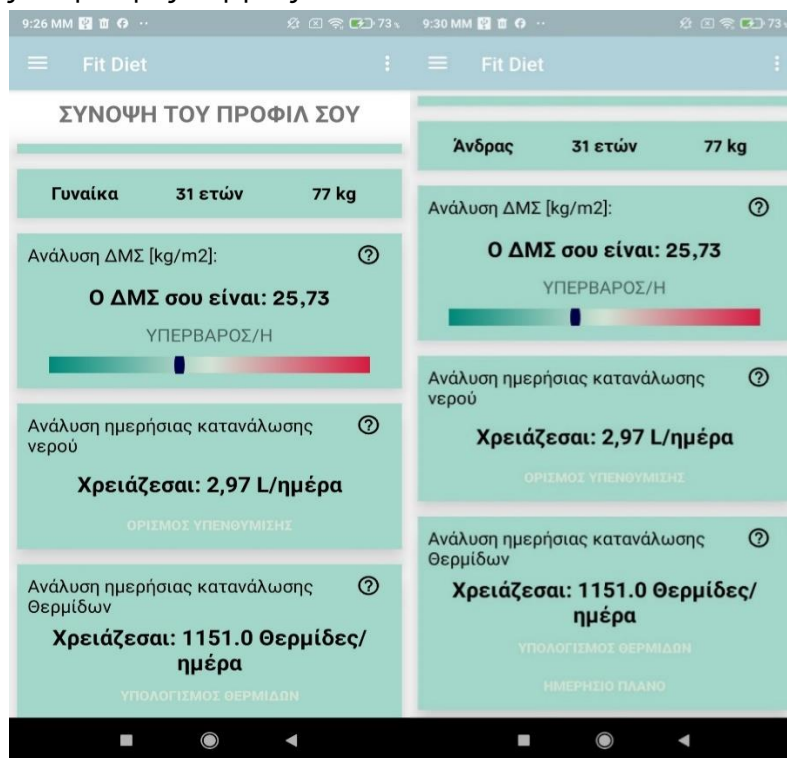 9:26 ΜΜ
73
Fit Diet
ΣΥΝΟΨΗ ΤΟΥ ΠΡΟΦΙΛ ΣΟΥ
Γυναίκα 31 ετών 77 kg
Ανάλυση ΔΜΣ [kg/m2]:
Ο ΔΜΣ σου είναι: 25,73
ΥΠΕΡΒΑΡΟΣ/Η
Ανάλυση ημερήσιας κατανάλωσης
νερού
Χρειάζεσαι: 2,97 L/ημέρα
ΟΡΙΣΜΟΣ ΥΠΕΝΘΥΜΙΣΗΣ
Ανάλυση ημερήσιας κατανάλωσης
Θερμίδων
Χρειάζεσαι: 1151.0 Θερμίδες/
ημέρα
ΥΠΟΛΟΓΙΣΜΟΣ ΘΕΡΜΙΔΩΝ
9:30 ΜΜ
73
Fit Diet
Άνδρας 31 ετών 77 kg
Ανάλυση ΔΜΣ [kg/m2]:
Ο ΔΜΣ σου είναι: 25,73
ΥΠΕΡΒΑΡΟΣ/Η
Ανάλυση ημερήσιας κατανάλωσης
νερού
Χρειάζεσαι: 2,97 L/ημέρα
ΟΡΙΣΜΟΣ ΥΠΕΝΘΥΜΙΣΗΣ
Ανάλυση ημερήσιας κατανάλωσης
Θερμίδων
Χρειάζεσαι: 1151.0 Θερμίδες/
ημέρα
ΥΠΟΛΟΓΙΣΜΟΣ ΘΕΡΜΙΔΩΝ
ΗΜΕΡΗΣΙΟ ΠΛΑΝΟ